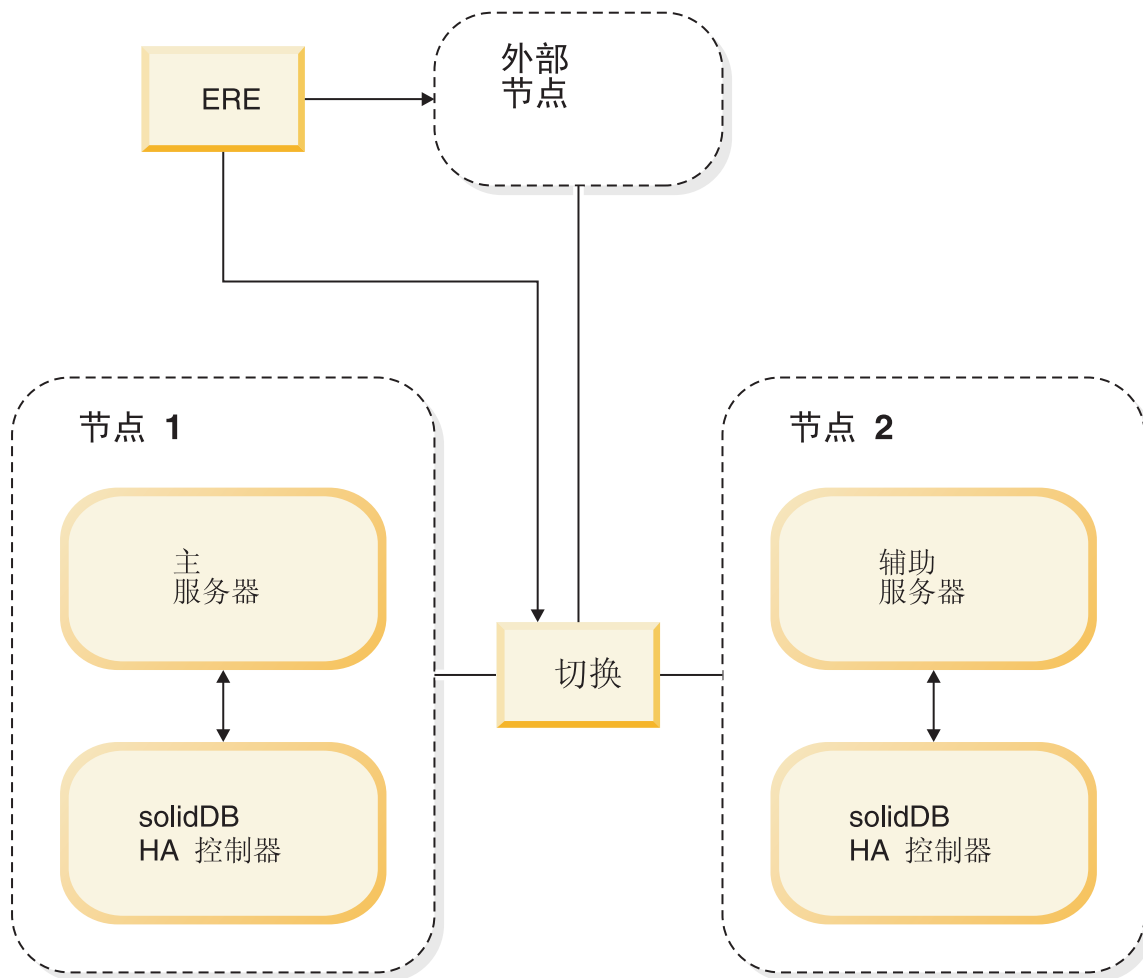 ERE
外部
节点
节点 1
节点 2
主
服务器
辅助
服务器
切换
solidDB
HA 控制器
solidDB
HA 控制器